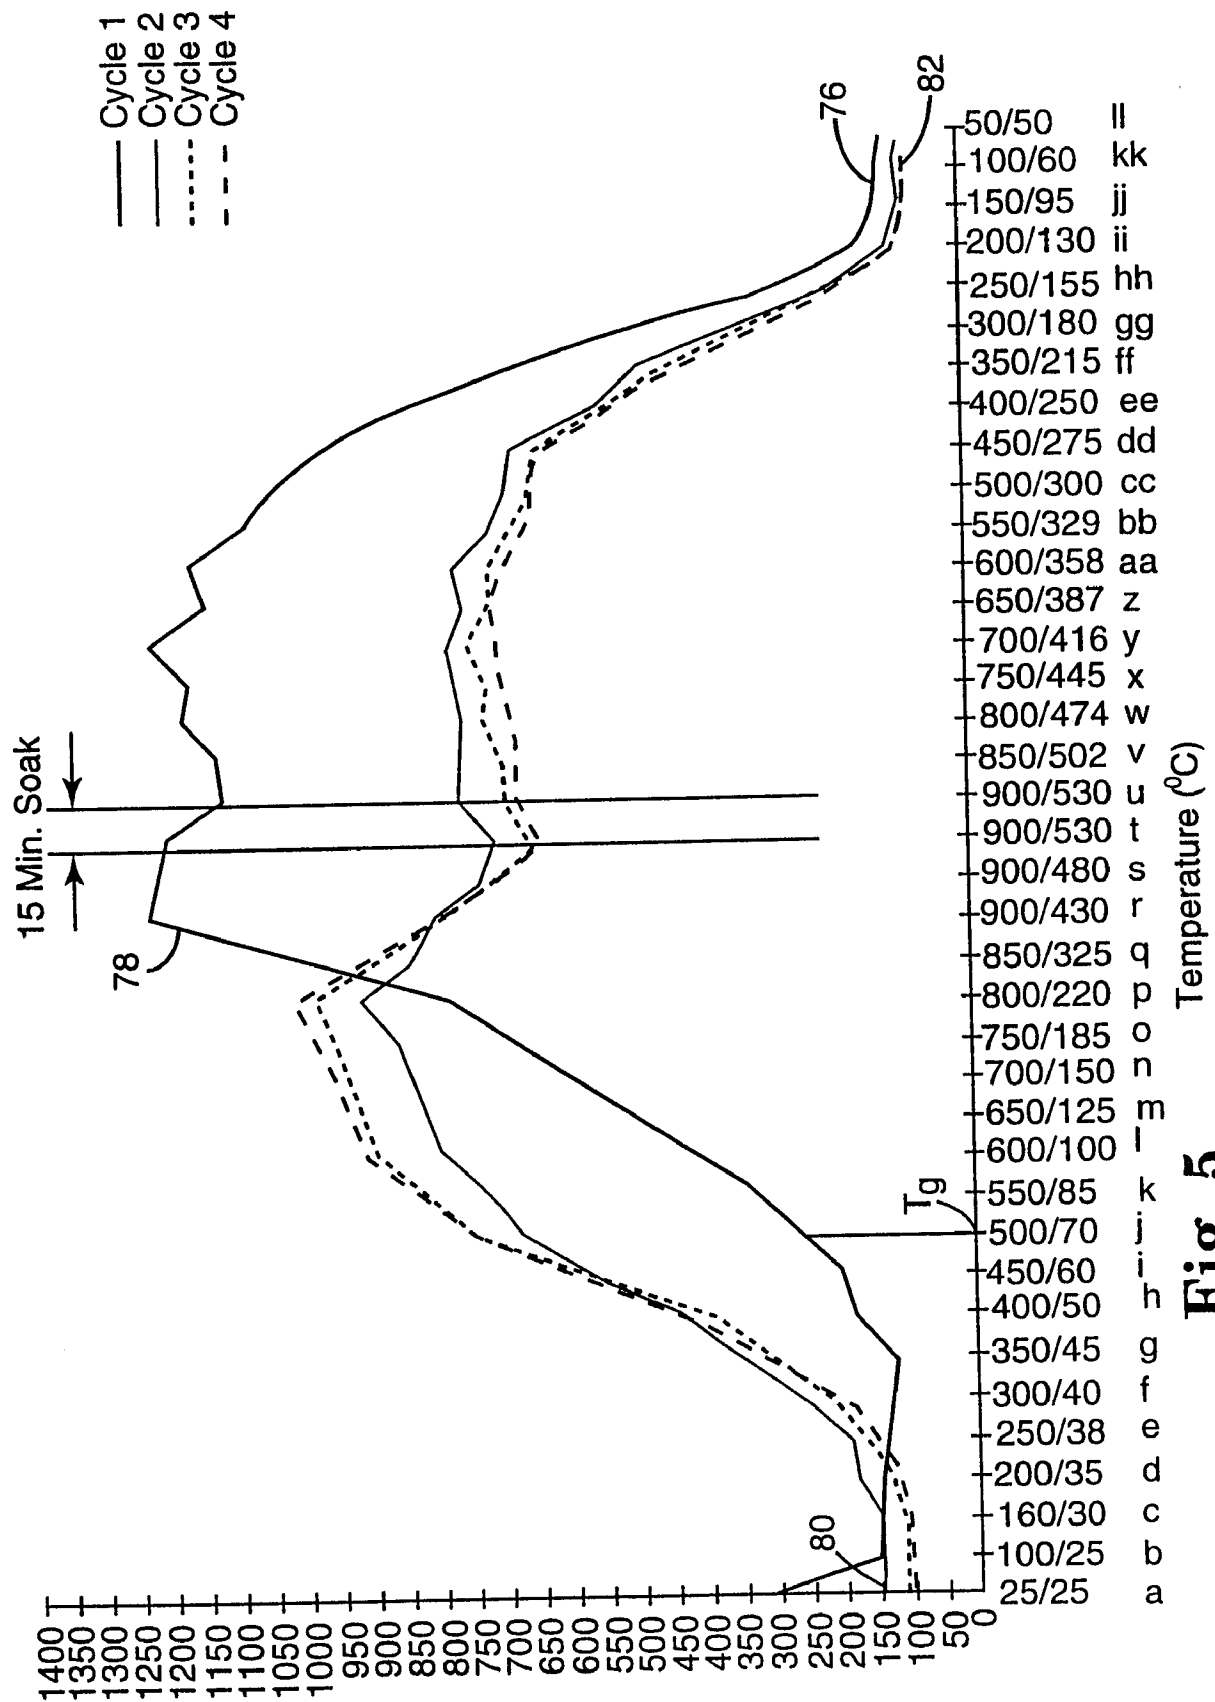 Cycle 1
Cycle 2
Cycle 3
Cycle 4
15 Min. Soak
78
76
82
80
Tg
1400
1350
1300
1250
1200
1150
1100
1050
1000
950
900
850
800
750
700
650
600
550
500
450
400
350
300
250
200
150
100
50
0
25/25 a
100/25 b
160/30 c
200/35 d
250/38 e
300/40 f
350/45 g
400/50 h
450/60 i
500/70 j
550/85 k
600/100 l
650/125 m
700/150 n
750/185 o
800/220 p
850/325 q
900/430 r
900/480 s
900/530 t
900/530 u
850/502 v
800/474 w
750/445 x
700/416 y
650/387 z
600/358 aa
550/329 bb
500/300 cc
450/275 dd
400/250 ee
350/215 ff
300/180 gg
250/155 hh
200/130 ii
150/95 jj
100/60 kk
50/50 ll
Temperature (⁰C)
Fig. 5